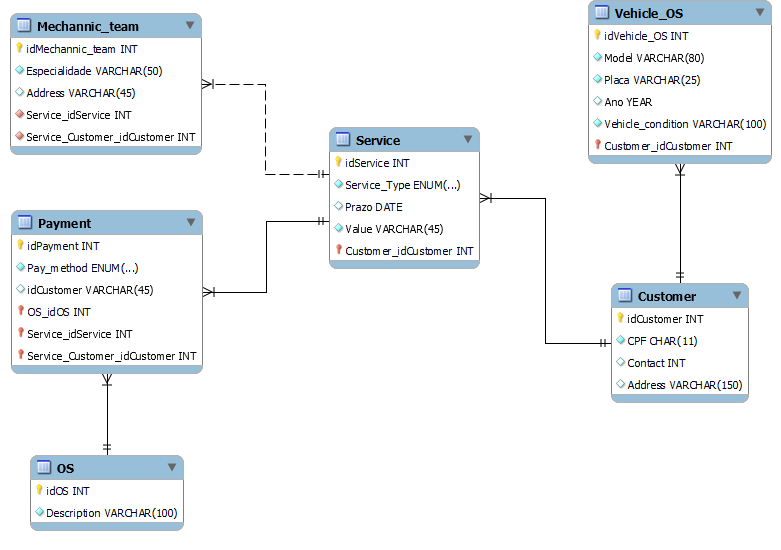 Mechannic_team
idMechannic_team INT
Especialidade VARCHAR(50)
Address VARCHAR(45)
Service_idService INT
Service_Customer_idCustomer INT
Vehicle_OS
idVehicle_OS INT
Model VARCHAR(80)
Placa VARCHAR(25)
Ano YEAR
Vehicle_condition VARCHAR(100)
Customer_idCustomer INT
Service
idService INT
Service_Type ENUM(...)
Prazo DATE
Value VARCHAR(45)
Customer_idCustomer INT
Payment
idPayment INT
Pay_method ENUM(...)
idCustomer VARCHAR(45)
OS_idOS INT
Service_idService INT
Service_Customer_idCustomer INT
Customer
idCustomer INT
CPF CHAR(11)
Contact INT
Address VARCHAR(150)
OS
idOS INT
Description VARCHAR(100)